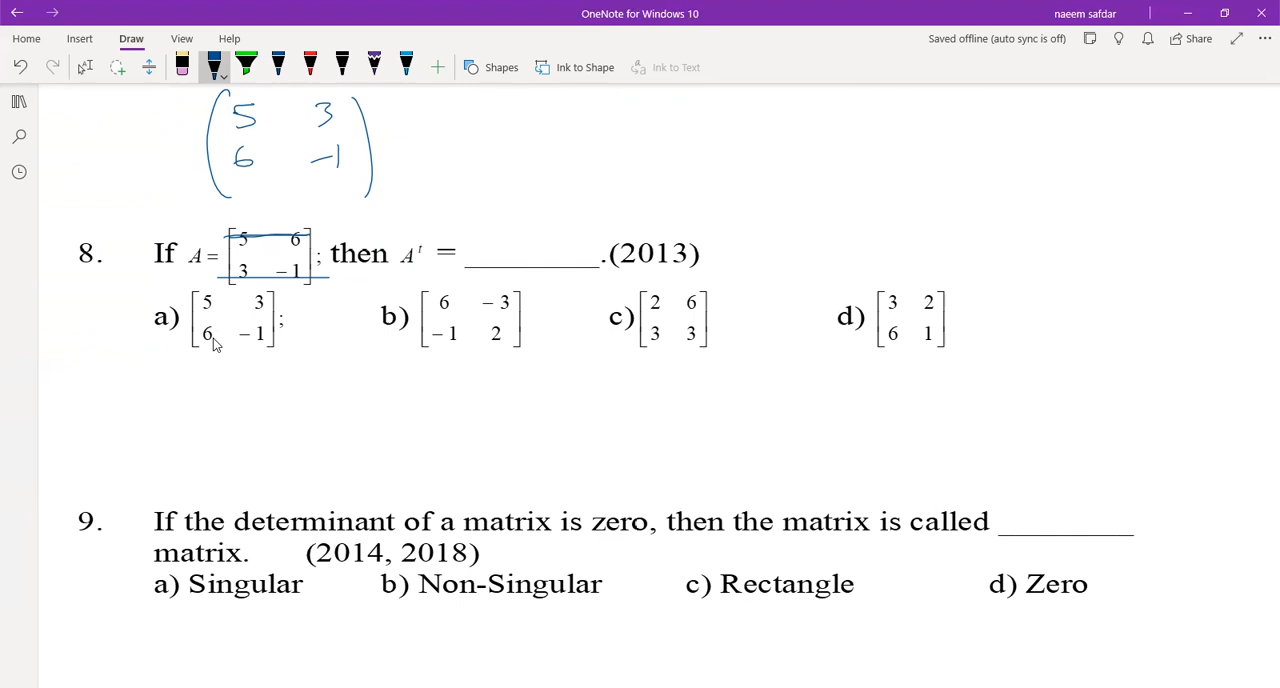 OneNote for Windows 10
naeem safdar
Home Insert Draw View Help
Saved offline (auto sync is off) Share
Shapes Ink to Shape Ink to Text
5 3
6 -1
8. If A = [5 6; 3 -1]; then A^t = ________.(2013)
a) [5 3; 6 -1]; b) [6 -3; -1 2] c) [2 6; 3 3] d) [3 2; 6 1]
9. If the determinant of a matrix is zero, then the matrix is called ________
matrix. (2014, 2018)
a) Singular b) Non-Singular c) Rectangle d) Zero